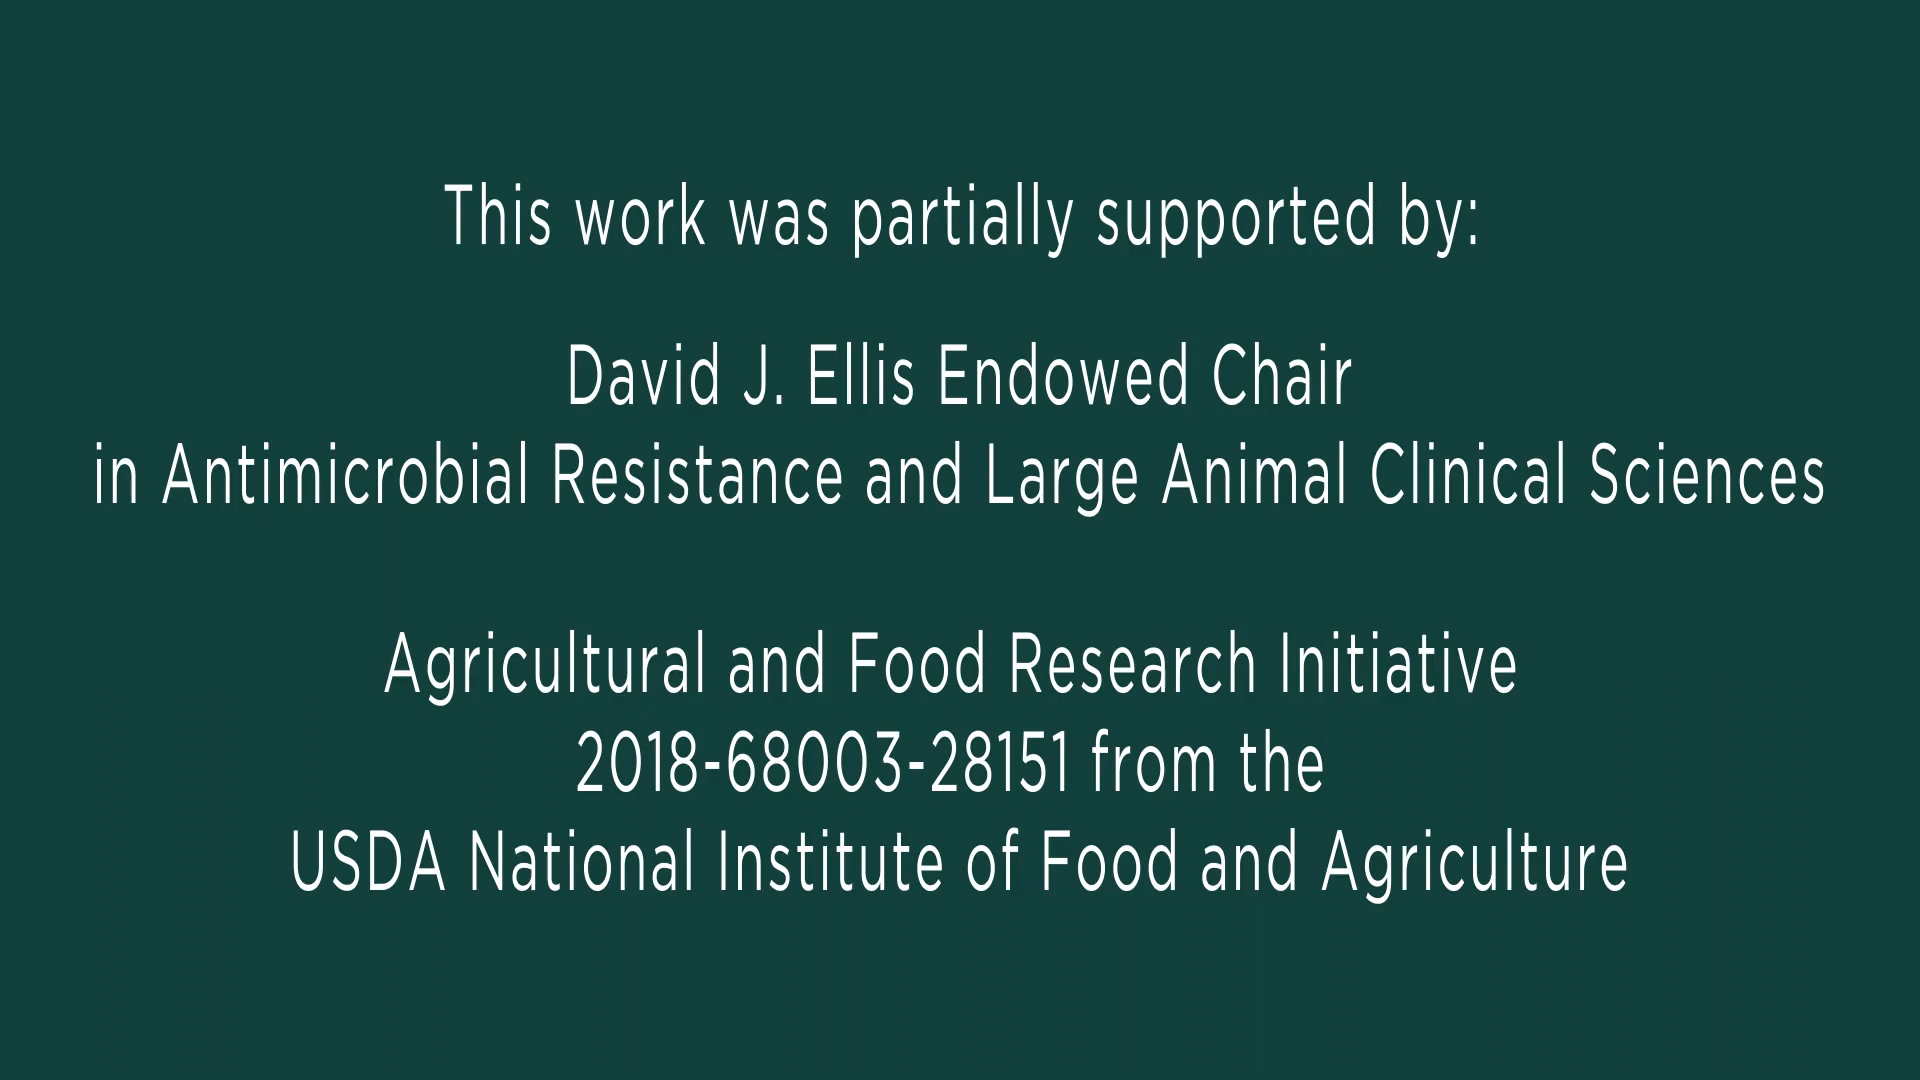 This work was partially supported by:
David J. Ellis Endowed Chair
in Antimicrobial Resistance and Large Animal Clinical Sciences
Agricultural and Food Research Initiative
2018-68003-28151 from the
USDA National Institute of Food and Agriculture